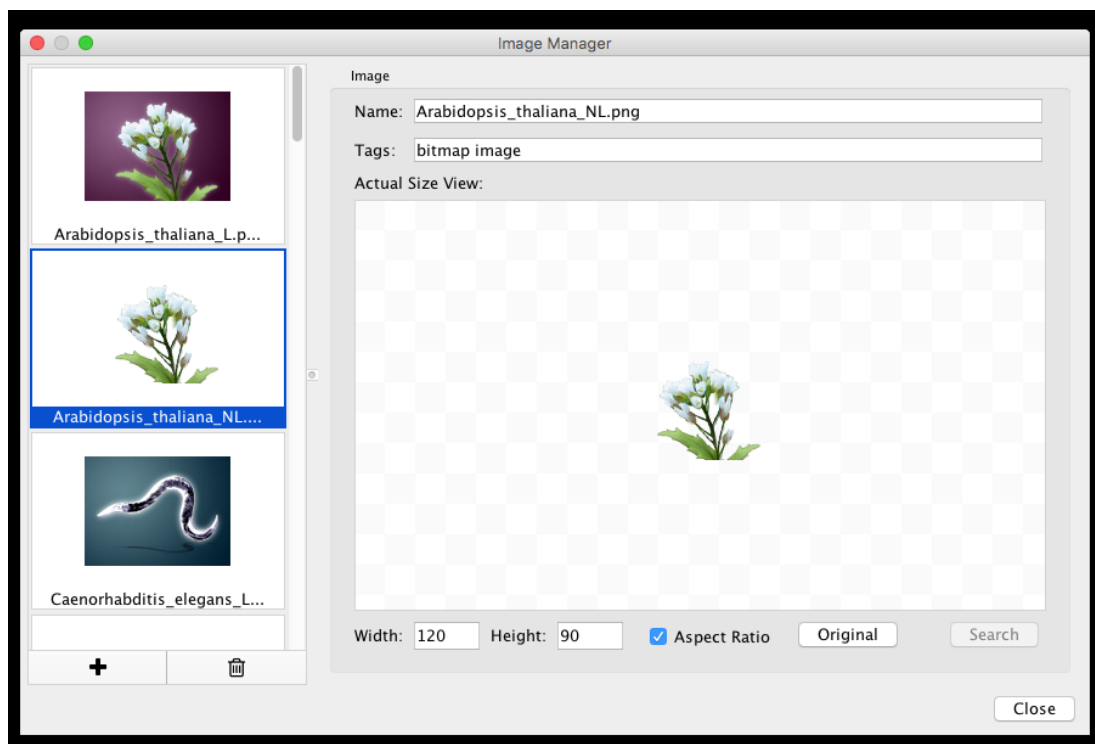 Image Manager
Arabidopsis_thaliana_L.p...
Arabidopsis_thaliana_NL....
Caenorhabditis_elegans_L...
Image
Name: Arabidopsis_thaliana_NL.png
Tags: bitmap image
Actual Size View:
Width: 120 Height: 90 Aspect Ratio Original Search
Close